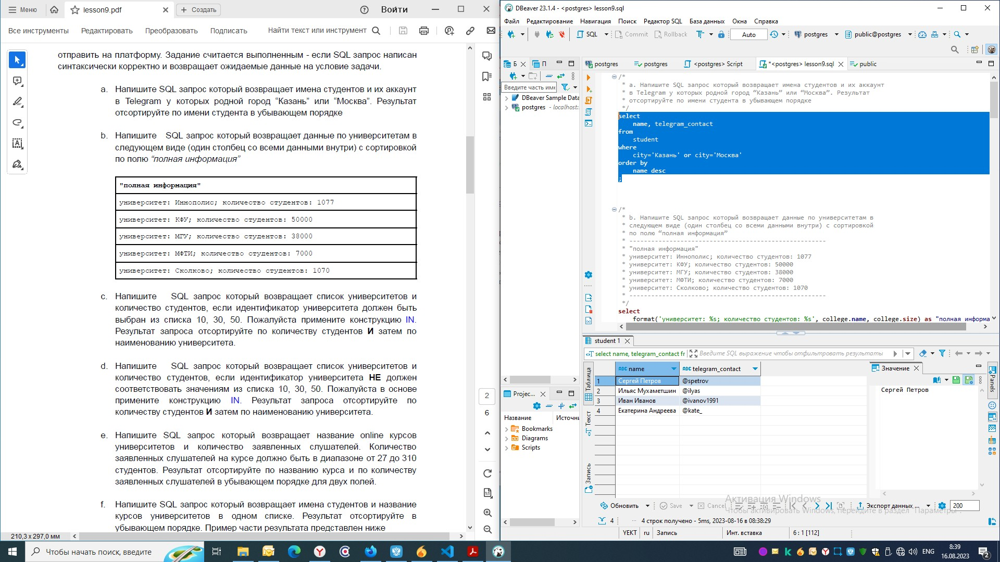 Меню
lesson9.pdf
Создать
Войти
Все инструменты
Редактировать
Преобразовать
Подписать
Найти текст или инструмент
отправить на платформу. Задание считается выполненным - если SQL запрос написан
синтаксически корректно и возвращает ожидаемые данные на условие задачи.
a. Напишите SQL запрос который возвращает имена студентов и их аккаунт
в Telegram у которых родной город “Казань” или “Москва”. Результат
отсортируйте по имени студента в убывающем порядке
b. Напишите SQL запрос который возвращает данные по университетам в
следующем виде (один столбец со всеми данными внутри) с сортировкой
по полю “полная информация”
"полная информация"
университет: Иннополис; количество студентов: 1077
университет: КФУ; количество студентов: 50000
университет: МГУ; количество студентов: 38000
университет: МФТИ; количество студентов: 7000
университет: Сколково; количество студентов: 1070
c. Напишите SQL запрос который возвращает список университетов и
количество студентов, если идентификатор университета должен быть
выбран из списка 10, 30, 50. Пожалуйста примените конструкцию IN.
Результат запроса отсортируйте по количеству студентов И затем по
наименованию университета.
d. Напишите SQL запрос который возвращает список университетов и
количество студентов, если идентификатор университета НЕ должен
соответствовать значениям из списка 10, 30, 50. Пожалуйста в основе
примените конструкцию IN. Результат запроса отсортируйте по
количеству студентов И затем по наименованию университета.
e. Напишите SQL запрос который возвращает название online курсов
университетов и количество заявленных слушателей. Количество
заявленных слушателей на курсе должно быть в диапазоне от 27 до 310
студентов. Результат отсортируйте по названию курса и по количеству
заявленных слушателей в убывающем порядке для двух полей.
f. Напишите SQL запрос который возвращает имена студентов и название
курсов университетов в одном списке. Результат отсортируйте в
убывающем порядке. Пример части результата представлен ниже
2
6
210,3 x 297,0 мм
DBeaver 23.1.4 - <postgres> lesson9.sql
Файл Редактирование Навигация Поиск Редактор SQL База данных Окна Справка
SQL
Commit
Rollback
Auto
postgres
public@postgres
Б
П
Введите часть име
DBeaver Sample Data
postgres - localhost:
postgres
postgres
<postgres> Script
*<postgres> lesson9.sql
public
/*
* a. Напишите SQL запрос который возвращает имена студентов и их аккаунт
* в Telegram у которых родной город “Казань” или “Москва”. Результат
* отсортируйте по имени студента в убывающем порядке
*/
select
name, telegram_contact
from
student
where
city='Казань' or city='Москва'
order by
name desc
;
/*
* b. Напишите SQL запрос который возвращает данные по университетам в
* следующем виде (один столбец со всеми данными внутри) с сортировкой
* по полю “полная информация”
* --------------------------------------------------------
* "полная информация"
* университет: Иннополис; количество студентов: 1077
* университет: КФУ; количество студентов: 50000
* университет: МГУ; количество студентов: 38000
* университет: МФТИ; количество студентов: 7000
* университет: Сколково; количество студентов: 1070
* --------------------------------------------------------
*/
select
format('университет: %s; количество студентов: %s', college.name, college.size) as "полная информа
Projec...
Название
Источн
Bookmarks
Diagrams
Scripts
student 1
select name, telegram_contact fr
Введите SQL выражение чтобы отфильтровать результаты
Таблица
Текст
Запись
ABC name
ABC telegram_contact
1 Сергей Петров @spetrov
2 Ильяс Мухаметшин @ilyas
3 Иван Иванов @ivanov1991
4 Екатерина Андреева @kate_
Значение
Сергей Петров
Panels
Обновить
Save
Cancel
Экспорт данных ...
200
Активация Windows
Чтобы активировать Windows, перейдите в раздел "Параметры".
4
4 строк получено - 5ms, 2023-08-16 в 08:38:29
YEKT
ru
Запись
Инт. вставка
6 : 1 [112]
Чтобы начать поиск, введите
ENG
8:39
16.08.2023
2